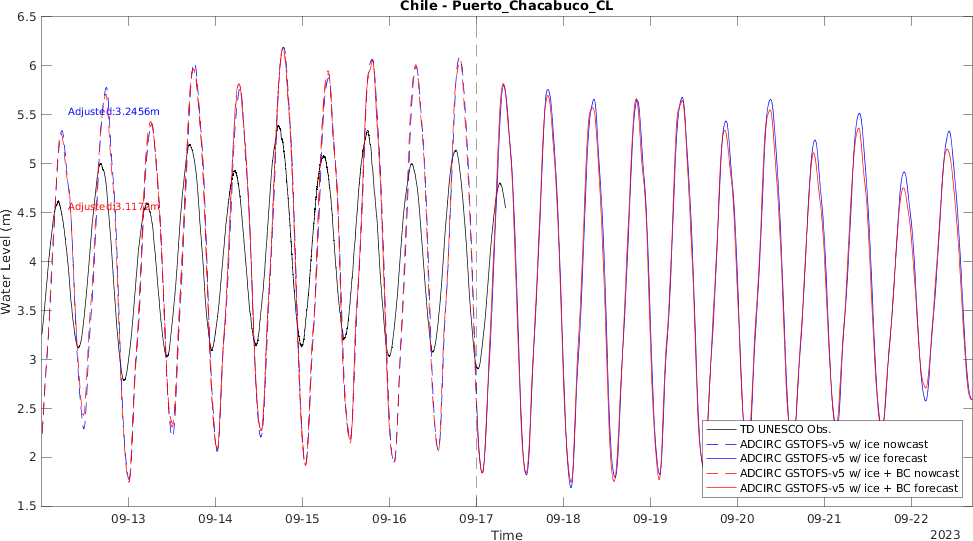 Chile - Puerto_Chacabuco_CL
6.5
6
5.5
5
4.5
4
3.5
3
2.5
2
1.5
Water Level (m)
Adjusted:3.2456m
TD UNESCO Obs.
ADCIRC GSTOFS-v5 w/ ice nowcast
ADCIRC GSTOFS-v5 w/ ice forecast
ADCIRC GSTOFS-v5 w/ ice + BC nowcast
ADCIRC GSTOFS-v5 w/ ice + BC forecast
09-13
09-14
09-15
09-16
09-17
09-18
09-19
09-20
09-21
09-22
2023
Time